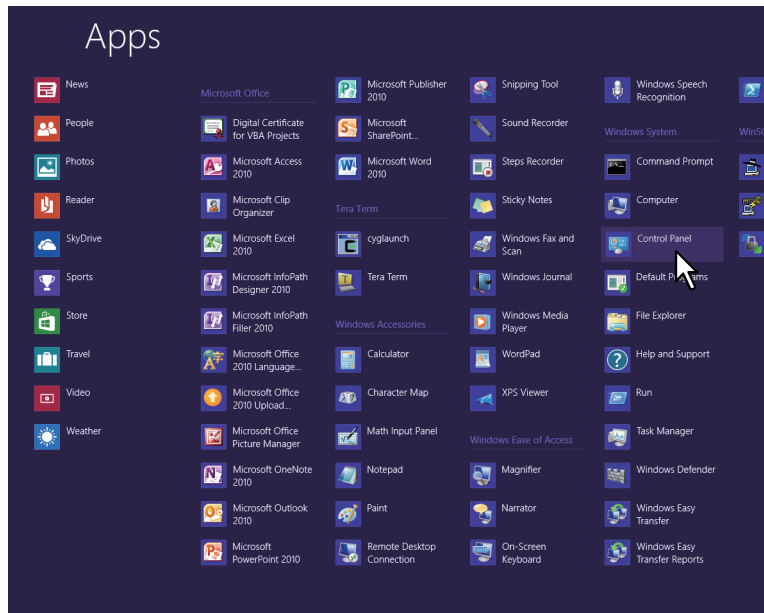 Apps
News
People
Photos
Reader
SkyDrive
Sports
Store
Travel
Video
Weather
Microsoft Office
Digital Certificate
for VBA Projects
Microsoft Access
2010
Microsoft Clip
Organizer
Microsoft Excel
2010
Microsoft InfoPath
Designer 2010
Microsoft InfoPath
Filler 2010
Microsoft Office
2010 Language...
Microsoft Office
2010 Upload...
Microsoft Office
Picture Manager
Microsoft OneNote
2010
Microsoft Outlook
2010
Microsoft
PowerPoint 2010
Microsoft Publisher
2010
Microsoft
SharePoint...
Microsoft Word
2010
Tera Term
cyglaunch
Tera Term
Windows Accessories
Calculator
Character Map
Math Input Panel
Notepad
Paint
Remote Desktop
Connection
Snipping Tool
Sound Recorder
Steps Recorder
Sticky Notes
Windows Fax and
Scan
Windows Journal
Windows Media
Player
WordPad
XPS Viewer
Windows Ease of Access
Magnifier
Narrator
On-Screen
Keyboard
Windows Speech
Recognition
Windows System
Command Prompt
Computer
Control Panel
Default Programs
File Explorer
Help and Support
Run
Task Manager
Windows Defender
Windows Easy
Transfer
Windows Easy
Transfer Reports